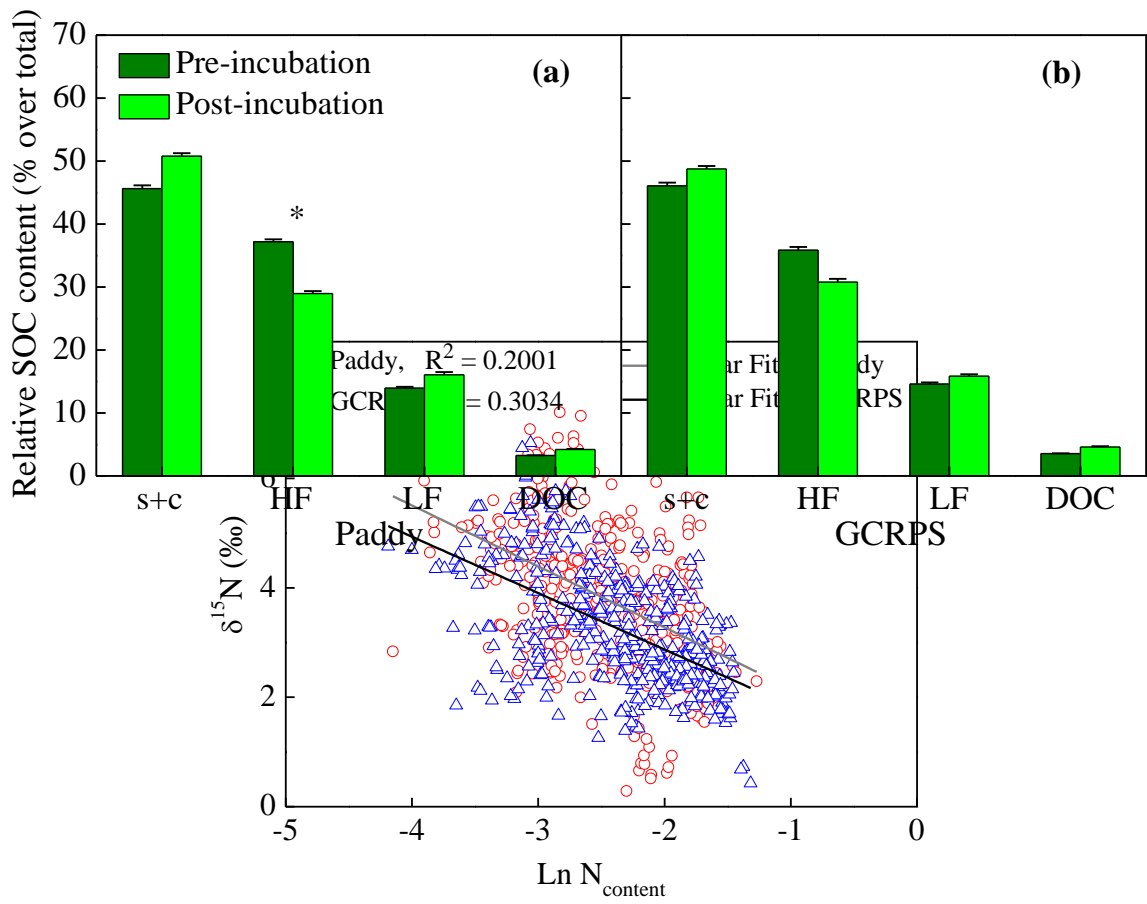 Relative SOC content (% over total)
70
60
50
40
30
20
10
0
Pre-incubation
Post-incubation
(a)
(b)
*
s+c HF LF DOC s+c HF LF DOC
Paddy GCRPS
Paddy, R² = 0.2001
= 0.3034
δ¹⁵N (‰)
4
2
0
-5 -4 -3 -2 -1 0
Ln N_content